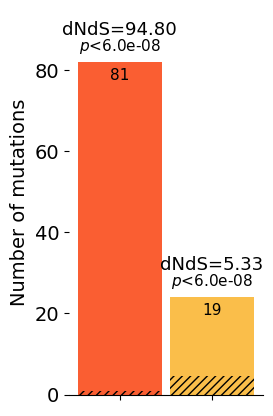 dNdS=94.80
p<6.0e-08
81
dNdS=5.33
p<6.0e-08
19
Number of mutations
80
60
40
20
0